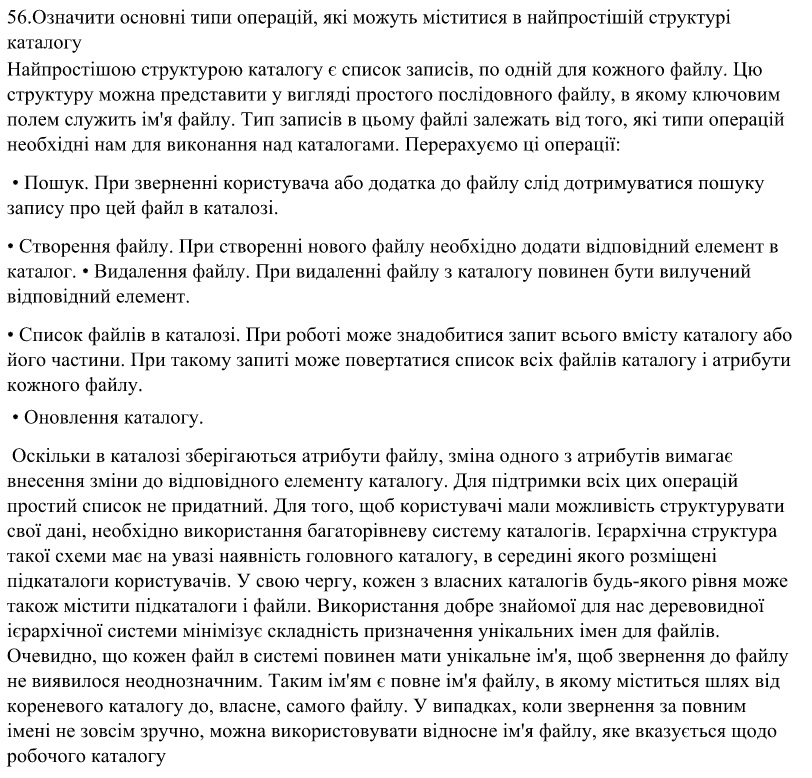 56.Означити основні типи операцій, які можуть міститися в найпростішій структурі
каталогу
Найпростішою структурою каталогу є список записів, по одній для кожного файлу. Цю
структуру можна представити у вигляді простого послідовного файлу, в якому ключовим
полем служить ім'я файлу. Тип записів в цьому файлі залежать від того, які типи операцій
необхідні нам для виконання над каталогами. Перерахуємо ці операції:
• Пошук. При зверненні користувача або додатка до файлу слід дотримуватися пошуку
запису про цей файл в каталозі.
• Створення файлу. При створенні нового файлу необхідно додати відповідний елемент в
каталог. • Видалення файлу. При видаленні файлу з каталогу повинен бути вилучений
відповідний елемент.
• Список файлів в каталозі. При роботі може знадобитися запит всього вмісту каталогу або
його частини. При такому запиті може повертатися список всіх файлів каталогу і атрибути
кожного файлу.
• Оновлення каталогу.
Оскільки в каталозі зберігаються атрибути файлу, зміна одного з атрибутів вимагає
внесення зміни до відповідного елементу каталогу. Для підтримки всіх цих операцій
простий список не придатний. Для того, щоб користувачі мали можливість структурувати
свої дані, необхідно використання багаторівневу систему каталогів. Ієрархічна структура
такої схеми має на увазі наявність головного каталогу, в середині якого розміщені
підкаталоги користувачів. У свою чергу, кожен з власних каталогів будь-якого рівня може
також містити підкаталоги і файли. Використання добре знайомої для нас деревовидної
ієрархічної системи мінімізує складність призначення унікальних імен для файлів.
Очевидно, що кожен файл в системі повинен мати унікальне ім'я, щоб звернення до файлу
не виявилося неоднозначним. Таким ім'ям є повне ім'я файлу, в якому міститься шлях від
кореневого каталогу до, власне, самого файлу. У випадках, коли звернення за повним
імені не зовсім зручно, можна використовувати відносне ім'я файлу, яке вказується щодо
робочого каталогу